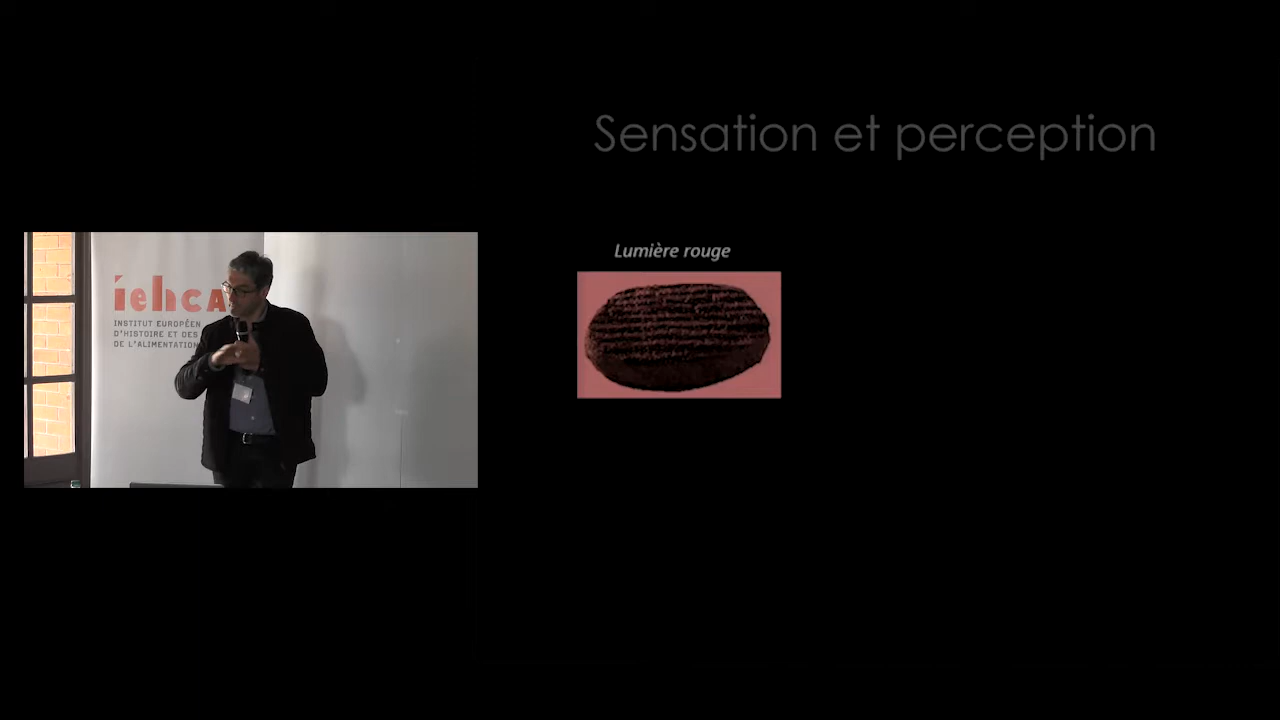 Sensation et perception
Lumière rouge
iehca
INSTITUT EUROPÉEN
D'HISTOIRE ET DES
DE L'ALIMENTATION